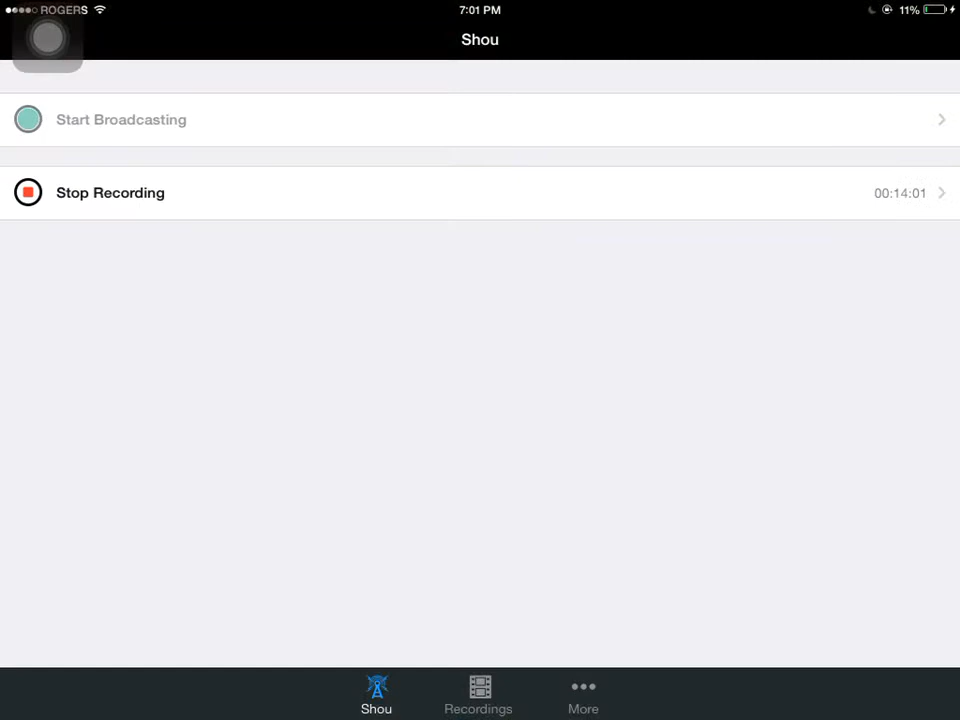 ROGERS 7:01 PM 11%
Shou
Start Broadcasting
Stop Recording 00:14:01
Shou Recordings More